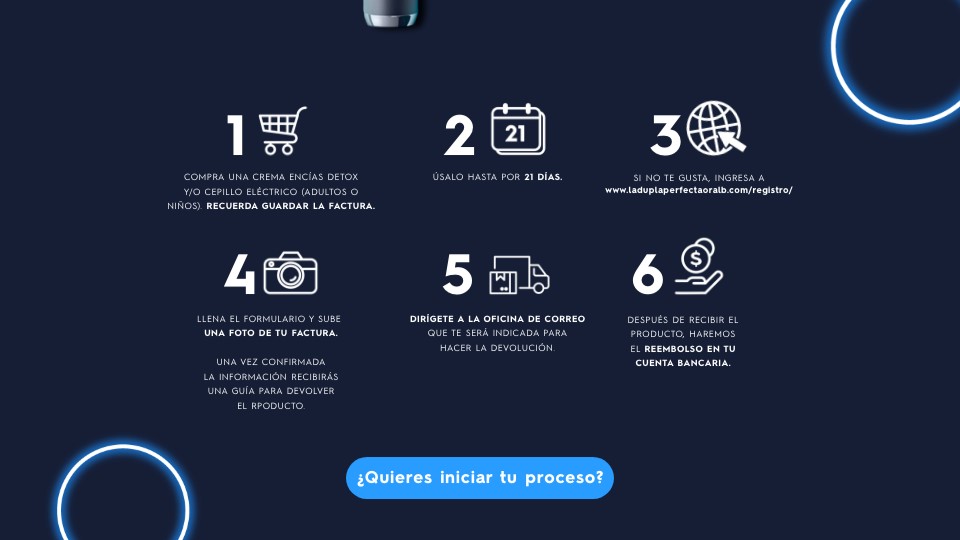 1
COMPRA UNA CREMA ENCÍAS DETOX
Y/O CEPILLO ELÉCTRICO (ADULTOS O
NIÑOS). RECUERDA GUARDAR LA FACTURA.
2
21
ÚSALO HASTA POR 21 DÍAS.
3
SI NO TE GUSTA, INGRESA A
www.laduplaperfectaoralb.com/registro/
4
LLENA EL FORMULARIO Y SUBE
UNA FOTO DE TU FACTURA.
UNA VEZ CONFIRMADA
LA INFORMACIÓN RECIBIRÁS
UNA GUÍA PARA DEVOLVER
EL RPODUCTO.
5
DIRÍGETE A LA OFICINA DE CORREO
QUE TE SERÁ INDICADA PARA
HACER LA DEVOLUCIÓN.
6
$
DESPUÉS DE RECIBIR EL
PRODUCTO, HAREMOS
EL REEMBOLSO EN TU
CUENTA BANCARIA.
¿Quieres iniciar tu proceso?